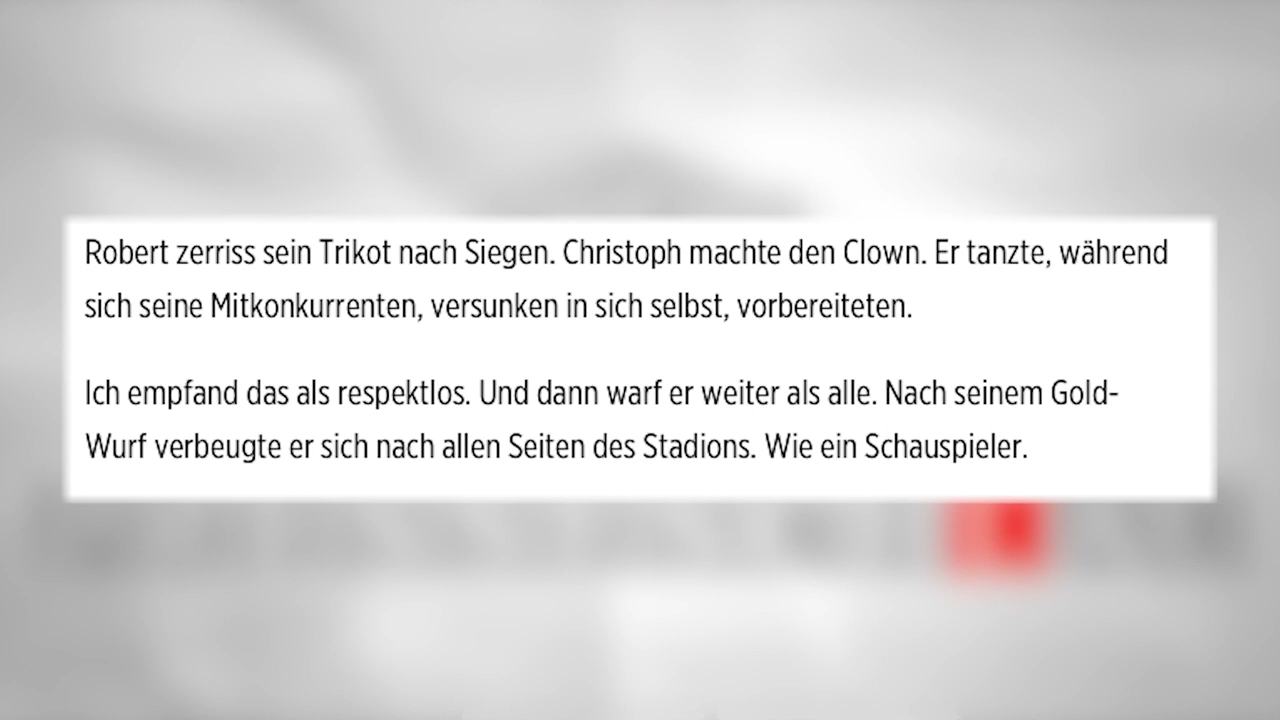 Robert zerriss sein Trikot nach Siegen. Christoph machte den Clown. Er tanzte, während
sich seine Mitkonkurrenten, versunken in sich selbst, vorbereiteten.
Ich empfand das als respektlos. Und dann warf er weiter als alle. Nach seinem Gold-
Wurf verbeugte er sich nach allen Seiten des Stadions. Wie ein Schauspieler.